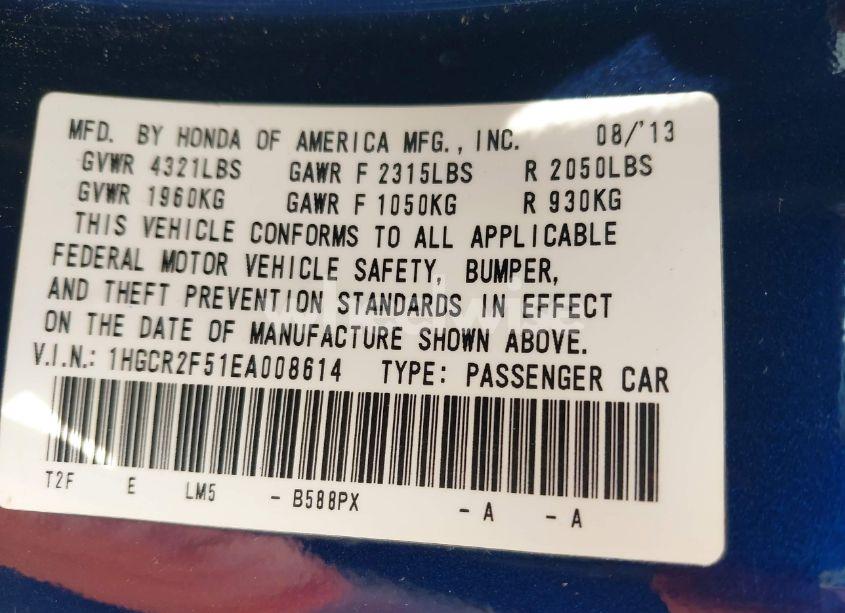 MFD. BY HONDA OF AMERICA MFG., INC. 08/'13
GVWR 4321LBS GAWR F 2315LBS R 2050LBS
GVWR 1960KG GAWR F 1050KG R 930KG
THIS VEHICLE CONFORMS TO ALL APPLICABLE
FEDERAL MOTOR VEHICLE SAFETY, BUMPER,
AND THEFT PREVENTION STANDARDS IN EFFECT
ON THE DATE OF MANUFACTURE SHOWN ABOVE.
V.I.N.: 1HGCR2F51EA008614 TYPE: PASSENGER CAR
T2F E LM5 - B588PX - A - A